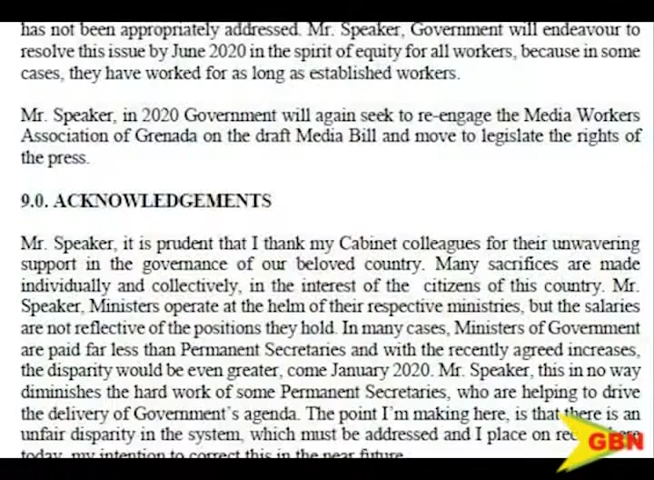 has not been appropriately addressed. Mr. Speaker, Government will endeavour to
resolve this issue by June 2020 in the spirit of equity for all workers, because in some
cases, they have worked for as long as established workers.
Mr. Speaker, in 2020 Government will again seek to re-engage the Media Workers
Association of Grenada on the draft Media Bill and move to legislate the rights of
the press.
9.0. ACKNOWLEDGEMENTS
Mr. Speaker, it is prudent that I thank my Cabinet colleagues for their unwavering
support in the governance of our beloved country. Many sacrifices are made
individually and collectively, in the interest of the citizens of this country. Mr.
Speaker, Ministers operate at the helm of their respective ministries, but the salaries
are not reflective of the positions they hold. In many cases, Ministers of Government
are paid far less than Permanent Secretaries and with the recently agreed increases,
the disparity would be even greater, come January 2020. Mr. Speaker, this in no way
diminishes the hard work of some Permanent Secretaries, who are helping to drive
the delivery of Government's agenda. The point I'm making here, is that there is an
unfair disparity in the system, which must be addressed and I place on
today, my intention to correct this in the near future
GBN